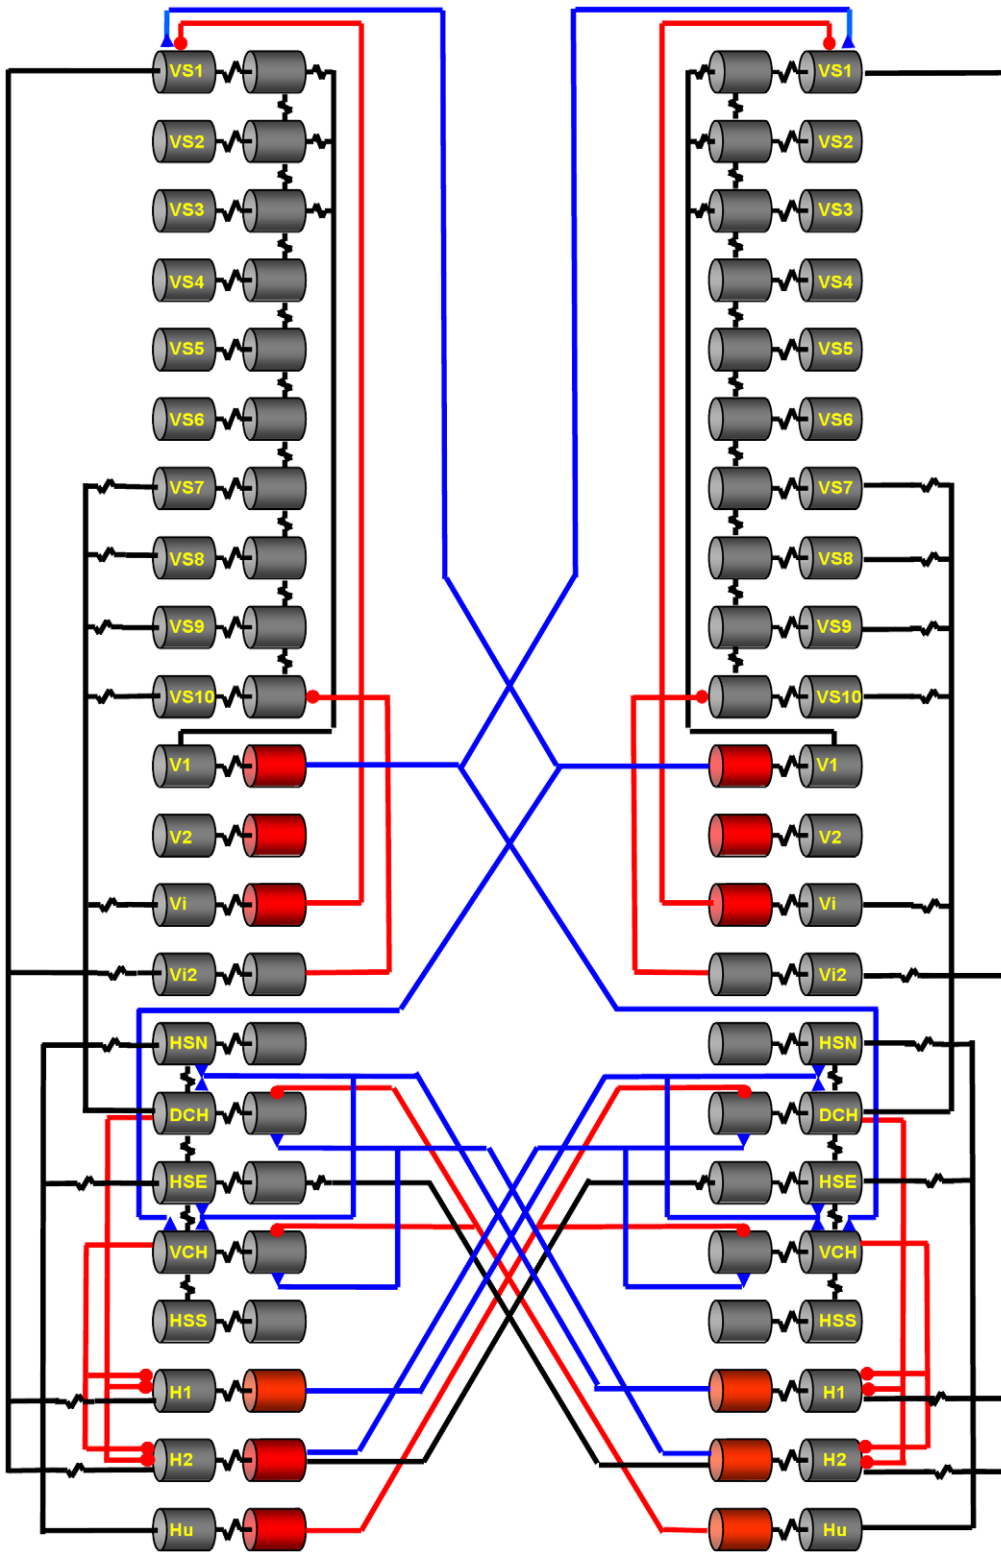 VS1 VS1
VS2 VS2
VS3 VS3
VS4 VS4
VS5 VS5
VS6 VS6
VS7 VS7
VS8 VS8
VS9 VS9
VS10 VS10
V1 V1
V2 V2
Vi Vi
Vi2 Vi2
HSN HSN
DCH DCH
HSE HSE
VCH VCH
HSS HSS
H1 H1
H2 H2
Hu Hu